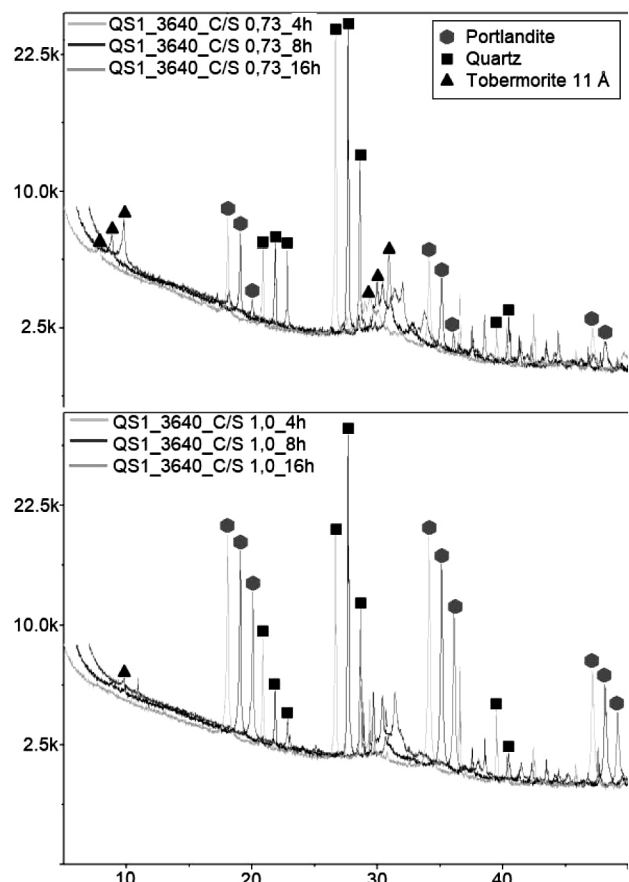 QS1_3640_C/S 0,73_4h
QS1_3640_C/S 0,73_8h
QS1_3640_C/S 0,73_16h
Portlandite
Quartz
Tobermorite 11 Å
22.5k
10.0k
2.5k
QS1_3640_C/S 1,0_4h
QS1_3640_C/S 1,0_8h
QS1_3640_C/S 1,0_16h
22.5k
10.0k
2.5k
10 20 30 40